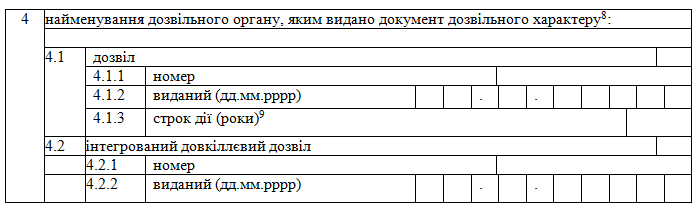 4 найменування дозвільного органу, яким видано документ дозвільного характеру⁸:
4.1 дозвіл
4.1.1 номер
4.1.2 виданий (дд.мм.рррр) . .
4.1.3 строк дії (роки)⁹
4.2 інтегрований довкіллєвий дозвіл
4.2.1 номер
4.2.2 виданий (дд.мм.рррр) . .